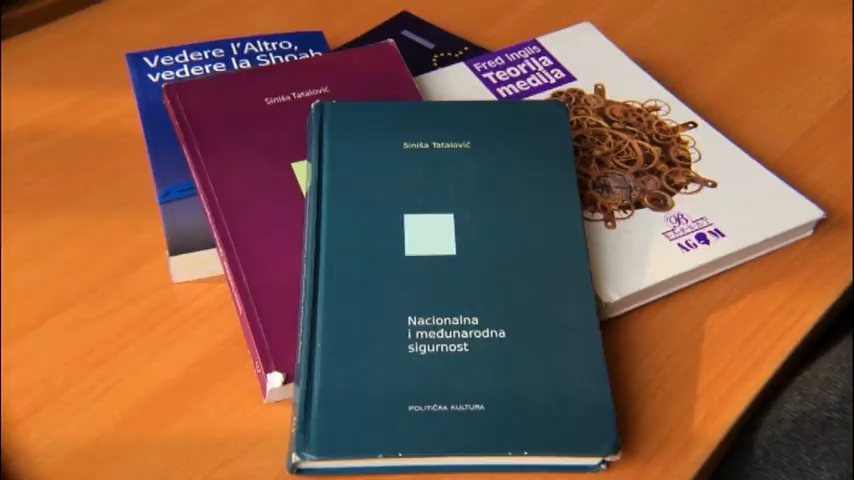 Vedere l'Altro,
vedere la Shoah
Siniša Tatalović
Fred Inglis
Teorija
medija
AGM
Siniša Tatalović
Nacionalna
i međunarodna
sigurnost
POLITIČKA KULTURA